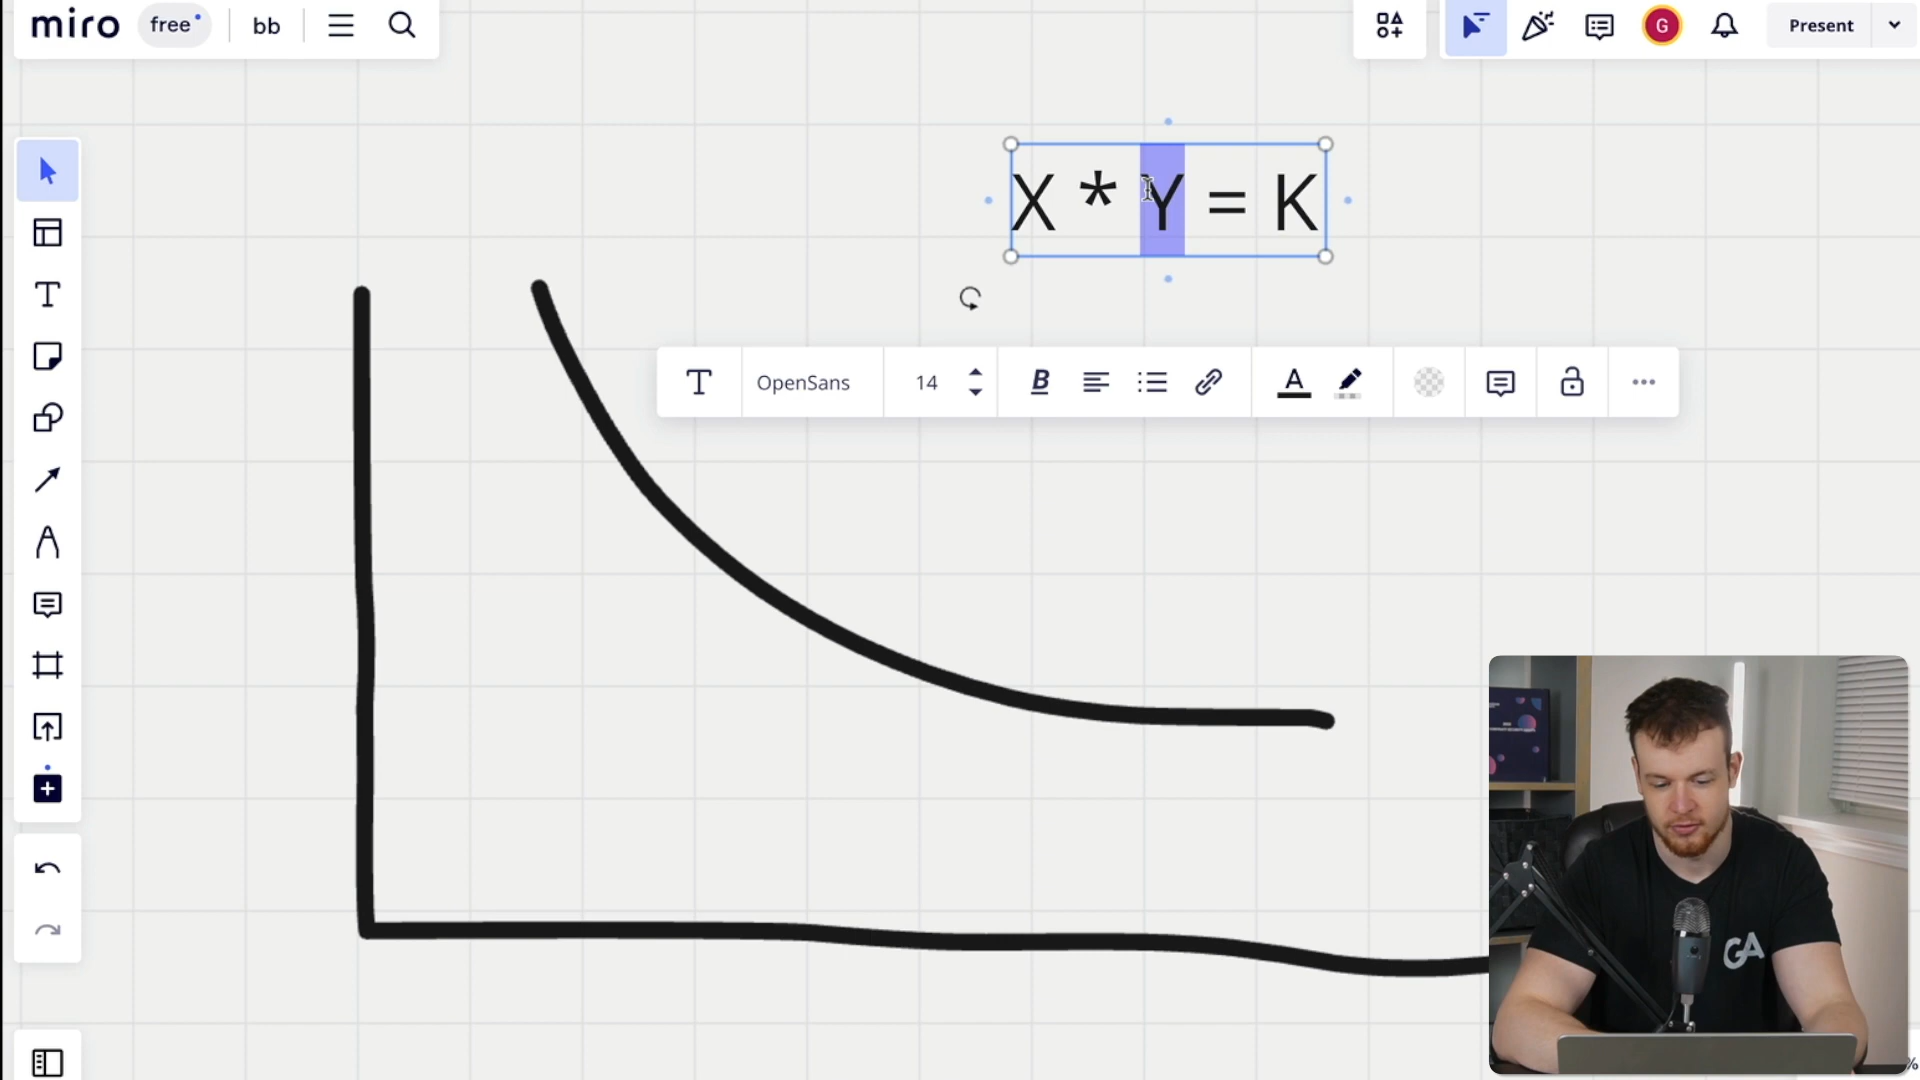 miro free bb
G Present
X * Y = K
OpenSans 14 B A
GA
%